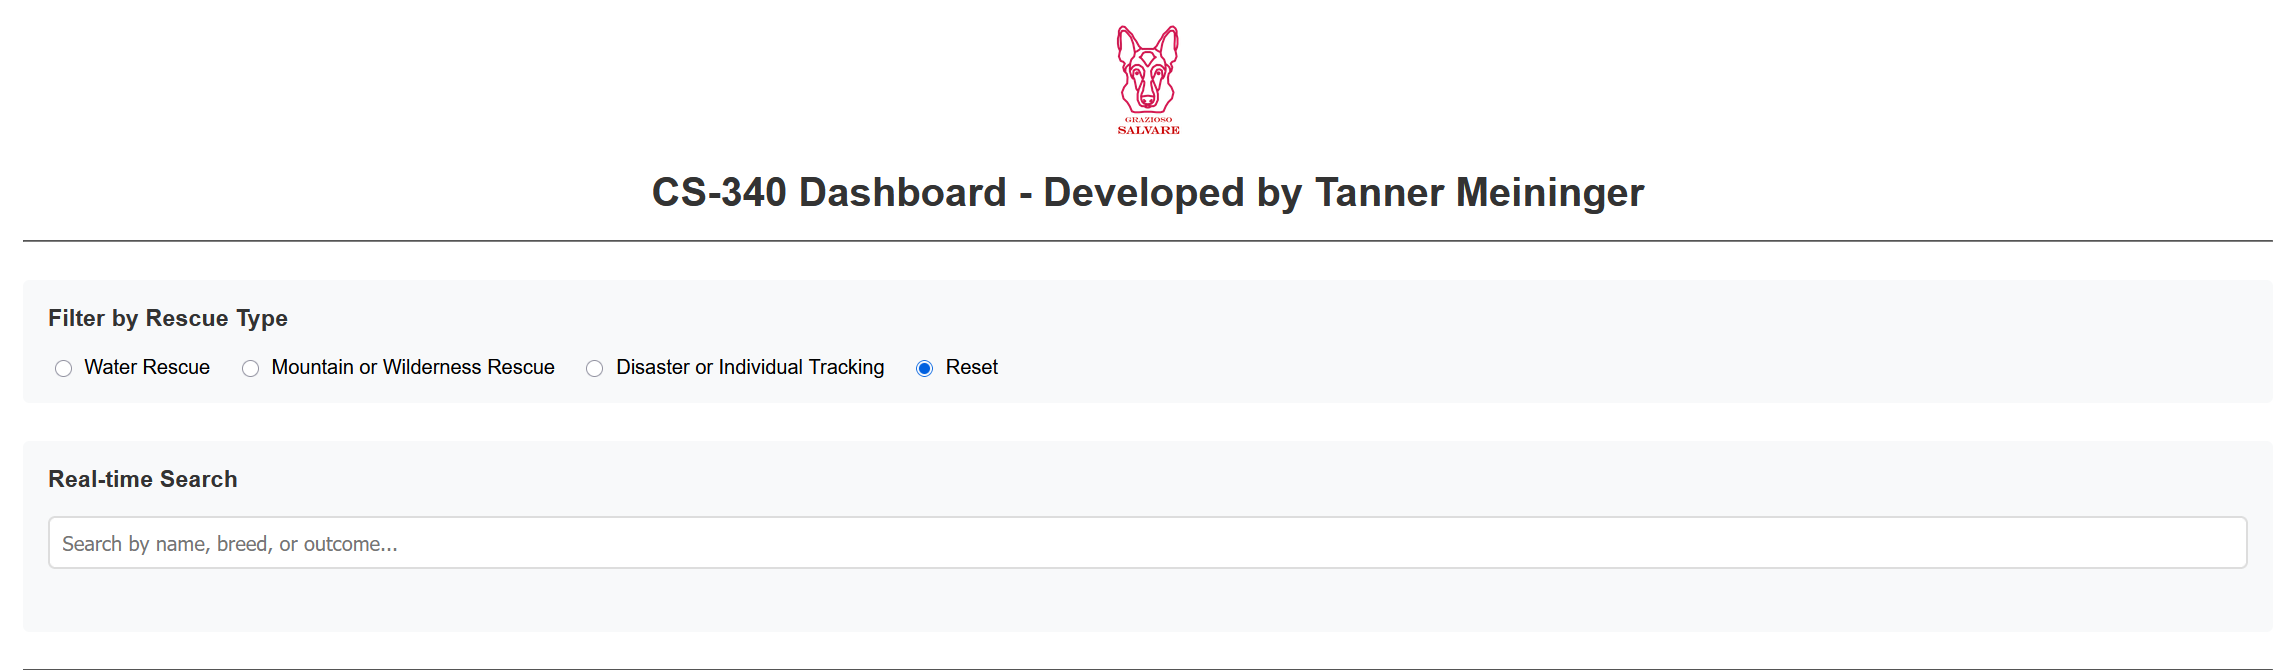 GRAZIOSO
SALVARE
CS-340 Dashboard - Developed by Tanner Meininger
Filter by Rescue Type
Water Rescue Mountain or Wilderness Rescue Disaster or Individual Tracking Reset
Real-time Search
Search by name, breed, or outcome...